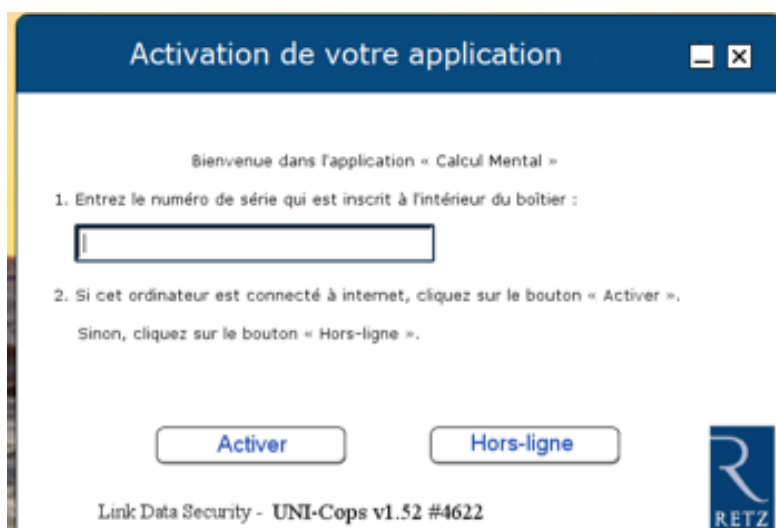 Activation de votre application
Bienvenue dans l'application « Calcul Mental »
1. Entrez le numéro de série qui est inscrit à l'intérieur du boîtier :
2. Si cet ordinateur est connecté à internet, cliquez sur le bouton « Activer ».
Sinon, cliquez sur le bouton « Hors-ligne ».
Activer
Hors-ligne
Link Data Security - UNI-Cops v1.52 #4622
RETZ